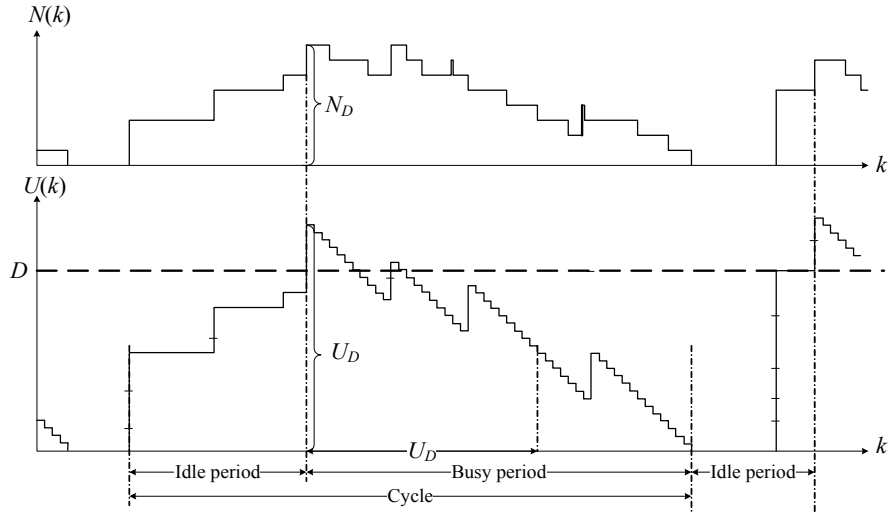 N(k)
N_D
k
U(k)
D
U_D
U_D
k
Idle period
Busy period
Idle period
Cycle